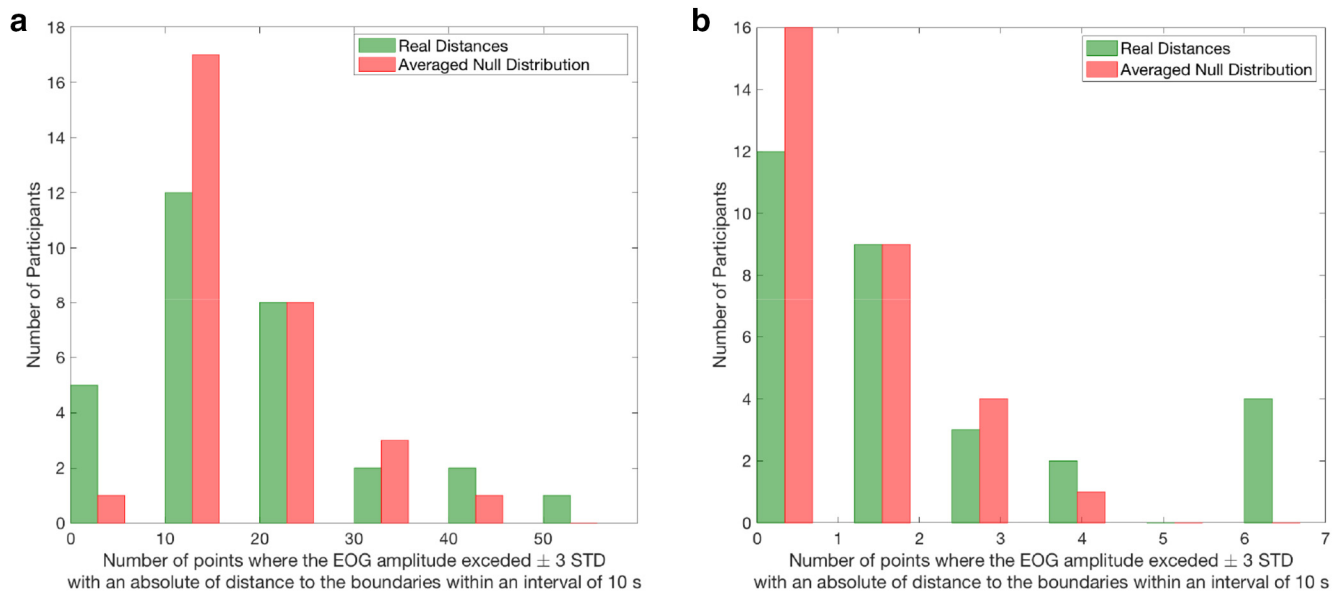 a
18
16
14
12
10
8
6
4
2
0
Number of Participants
Real Distances
Averaged Null Distribution
0 10 20 30 40 50
Number of points where the EOG amplitude exceded ± 3 STD
with an absolute of distance to the boundaries within an interval of 10 s
b
16
14
12
10
8
6
4
2
0
Number of Participants
Real Distances
Averaged Null Distribution
0 1 2 3 4 5 6 7
Number of points where the EOG amplitude exceded ± 3 STD
with an absolute of distance to the boundaries within an interval of 10 s